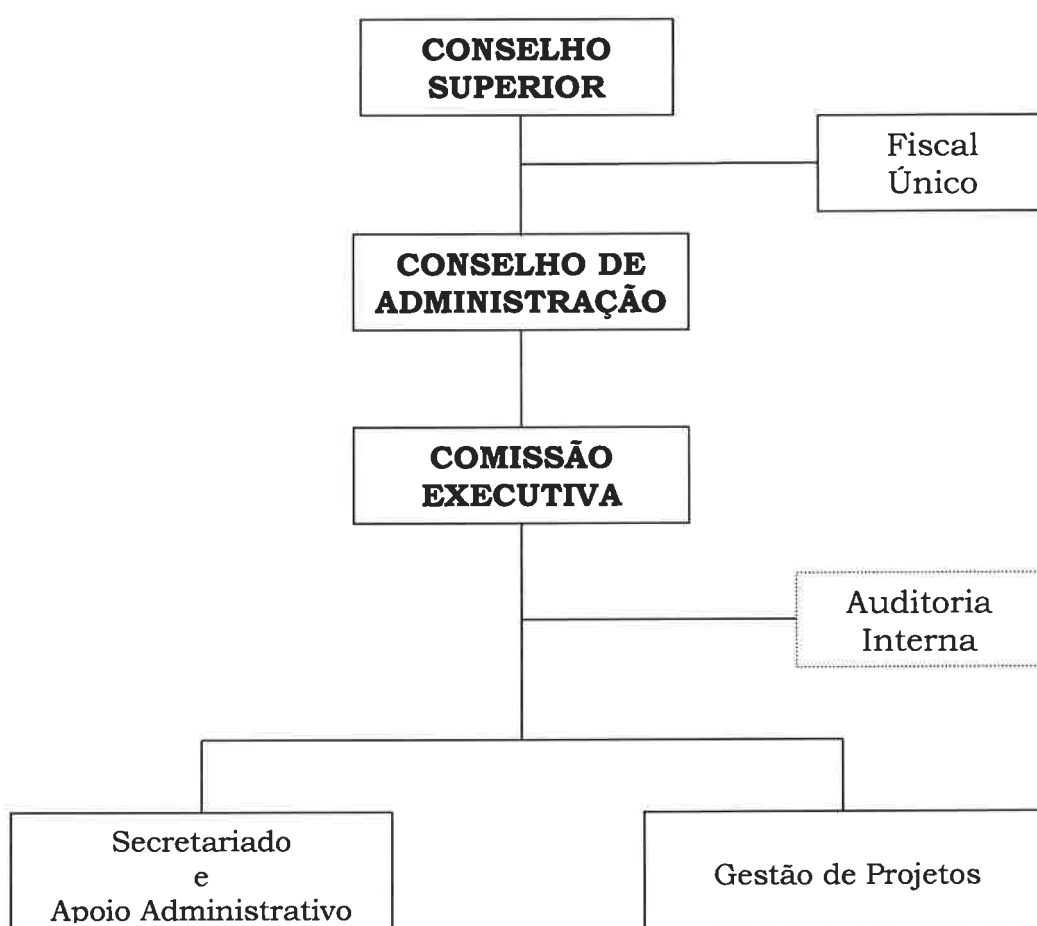 CONSELHO
SUPERIOR
Fiscal
Único
CONSELHO DE
ADMINISTRAÇÃO
COMISSÃO
EXECUTIVA
Auditoria
Interna
Secretariado
e
Apoio Administrativo
Gestão de Projetos